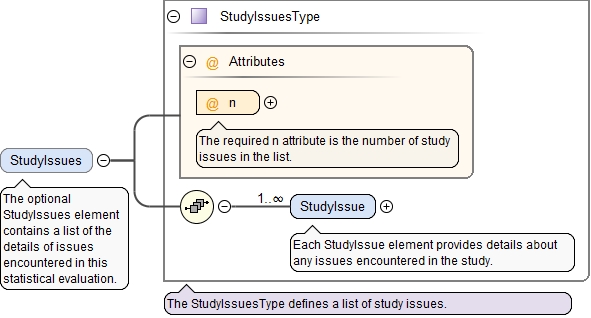 StudyIssuesType
@ Attributes
@ n
The required n attribute is the number of study
issues in the list.
StudyIssues
The optional
StudyIssues element
contains a list of the
details of issues
encountered in this
statistical evaluation.
1..∞
StudyIssue
Each StudyIssue element provides details about
any issues encountered in the study.
The StudyIssuesType defines a list of study issues.